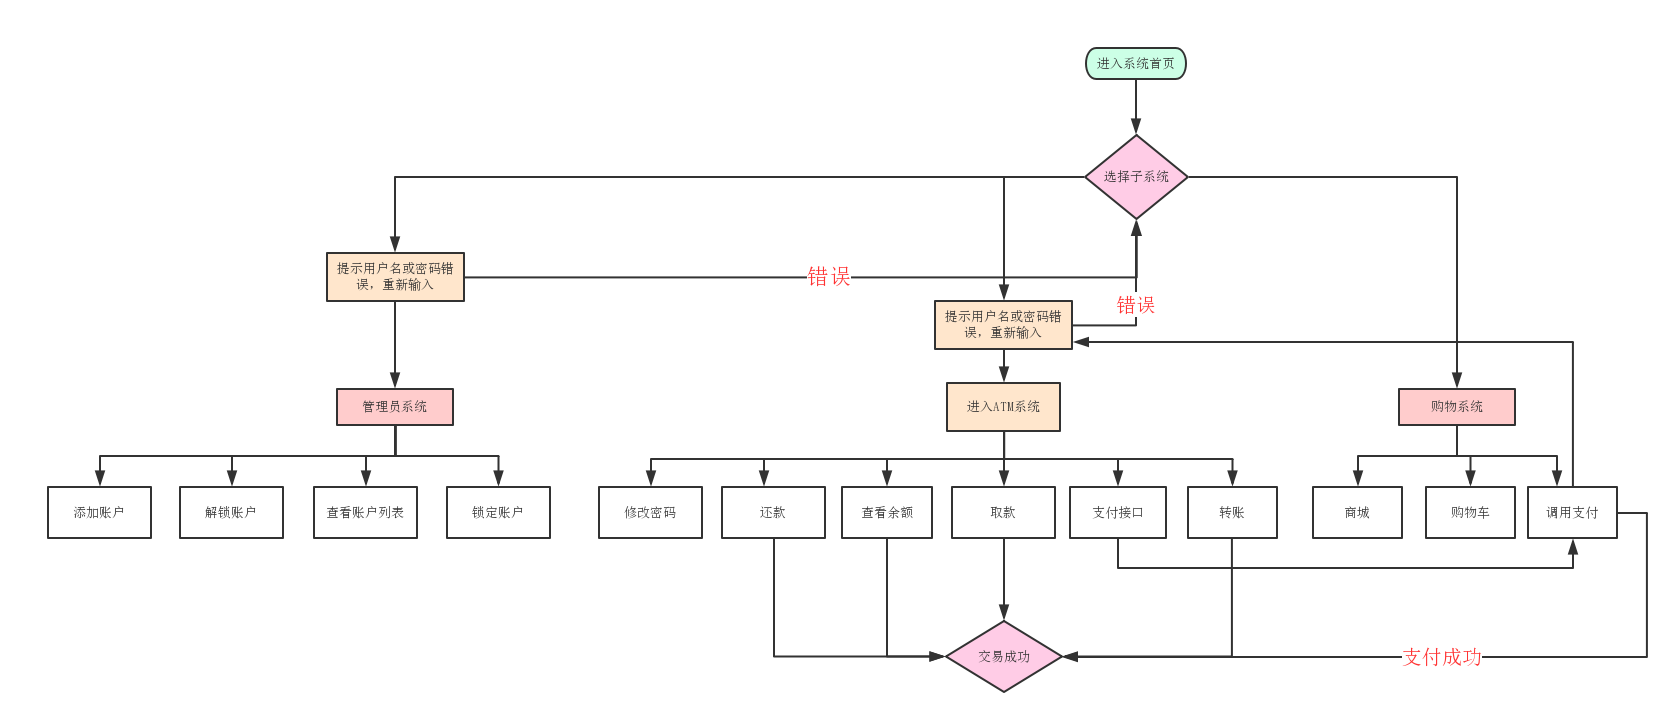 进入系统首页
选择子系统
提示用户名或密码错
误，重新输入
错误
提示用户名或密码错
误，重新输入
错误
管理员系统
进入ATM系统
购物系统
添加账户
解锁账户
查看账户列表
锁定账户
修改密码
还款
查看余额
取款
支付接口
转账
商城
购物车
调用支付
交易成功
支付成功